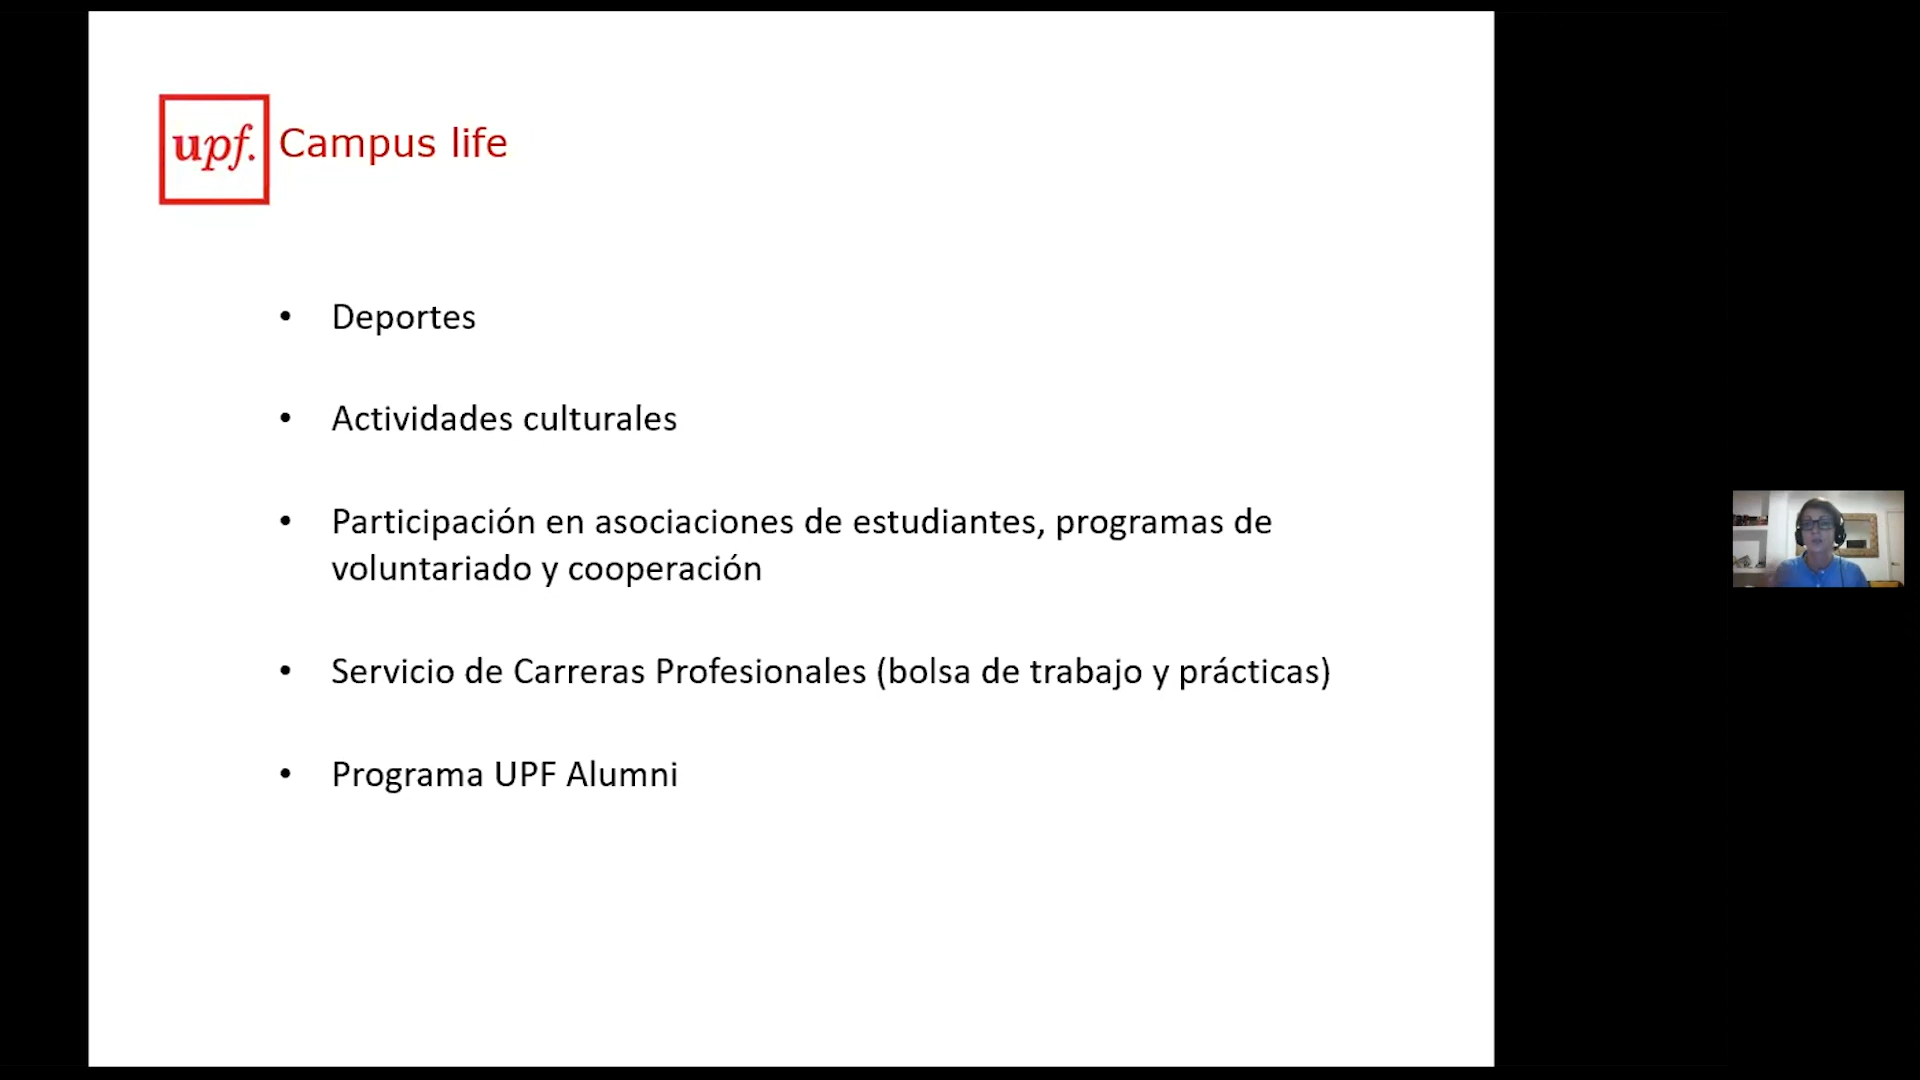 upf.
Campus life
• Deportes
• Actividades culturales
• Participación en asociaciones de estudiantes, programas de
voluntariado y cooperación
• Servicio de Carreras Profesionales (bolsa de trabajo y prácticas)
• Programa UPF Alumni